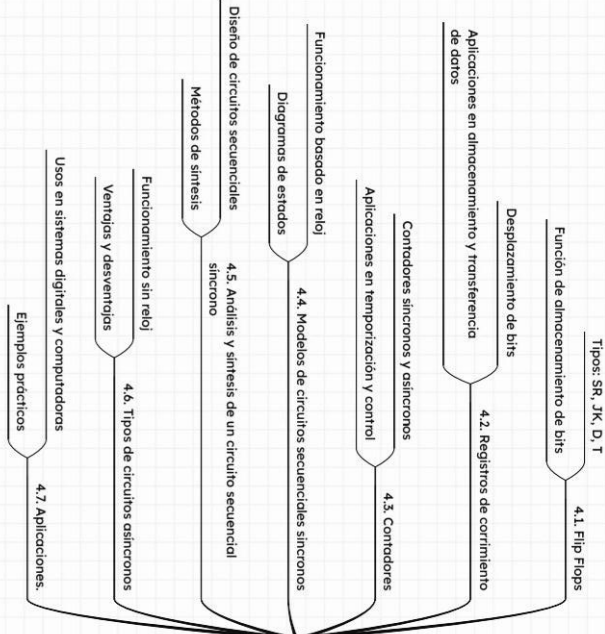 4.1. Flip Flops
Tipos: SR, JK, D, T
Función de almacenamiento de bits
4.2. Registros de corrimiento
Desplazamiento de bits
Aplicaciones en almacenamiento y transferencia
de datos
4.3. Contadores
Contadores síncronos y asíncronos
Aplicaciones en temporización y control
4.4. Modelos de circuitos secuenciales síncronos
Funcionamiento basado en reloj
Diagramas de estados
4.5. Análisis y síntesis de un circuito secuencial
síncrono
Diseño de circuitos secuenciales
Métodos de síntesis
4.6. Tipos de circuitos asíncronos
Funcionamiento sin reloj
Ventajas y desventajas
4.7. Aplicaciones.
Usos en sistemas digitales y computadoras
Ejemplos prácticos